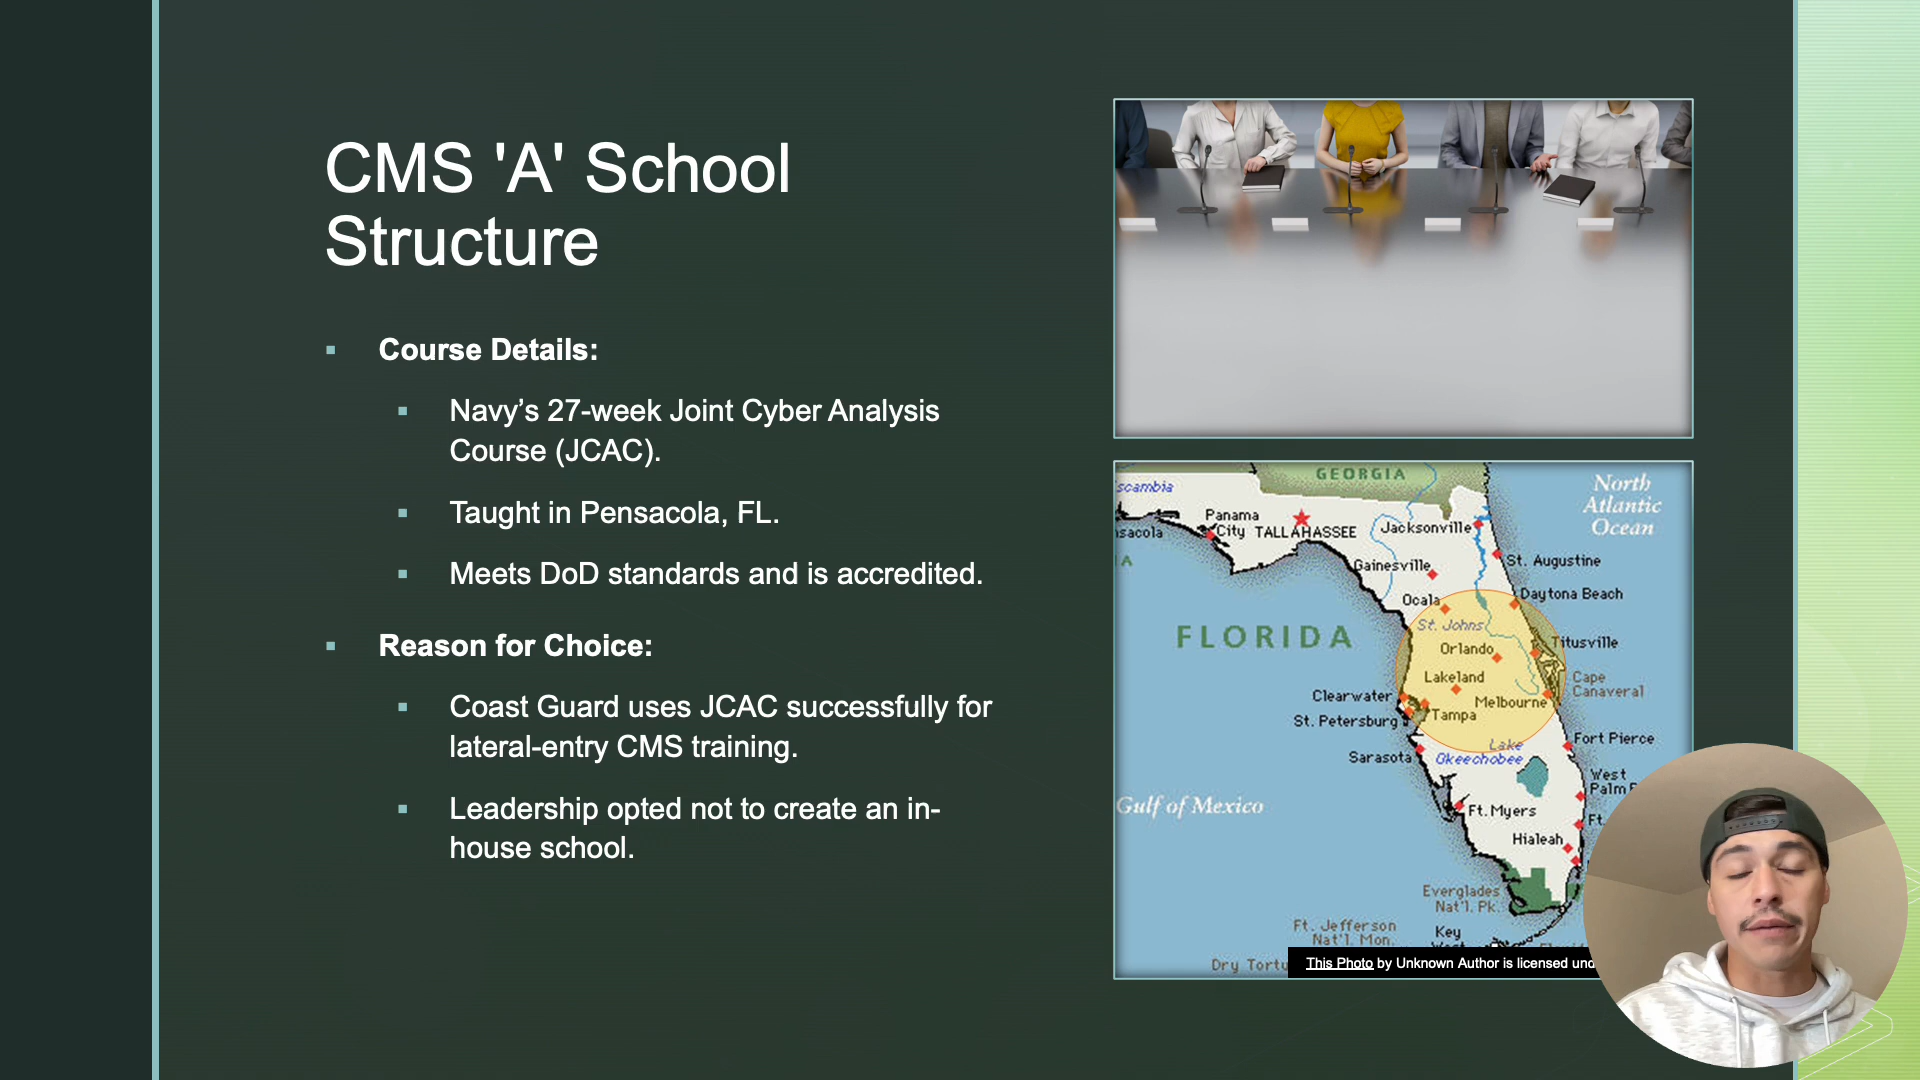 CMS 'A' School
Structure
Course Details:
Navy’s 27-week Joint Cyber Analysis
Course (JCAC).
Taught in Pensacola, FL.
Meets DoD standards and is accredited.
Reason for Choice:
Coast Guard uses JCAC successfully for
lateral-entry CMS training.
Leadership opted not to create an in-
house school.
GEORGIA
North
Atlantic
Ocean
scambia
Panama
City
TALLAHASSEE
Jacksonville
sacola
St. Augustine
Gainesville
Ocala
Daytona Beach
St. Johns
FLORIDA
Titusville
Orlando
Lakeland
Cape
Canaveral
Clearwater
Melbourne
St. Petersburg
Tampa
Fort Pierce
Sarasota
Lake
Okeechobee
West
Palm
Gulf of Mexico
Ft. Myers
Ft.
Hialeah
Everglades
Nat'l. Pk.
Ft. Jefferson
Nat'l. Mon.
Key
Dry Tortu
This Photo by Unknown Author is licensed und